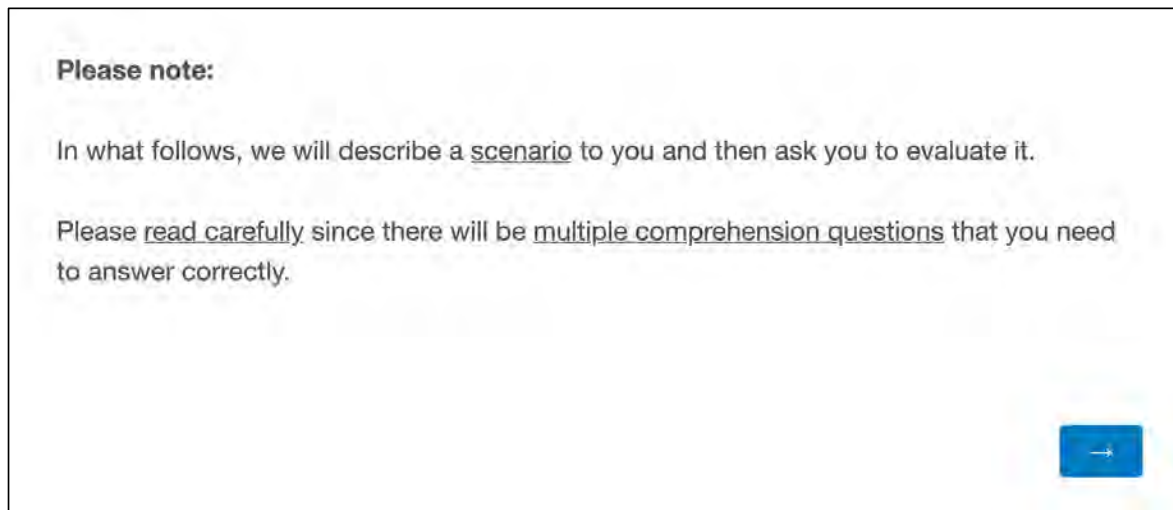 Please note:
In what follows, we will describe a scenario to you and then ask you to evaluate it.
Please read carefully since there will be multiple comprehension questions that you need
to answer correctly.
→